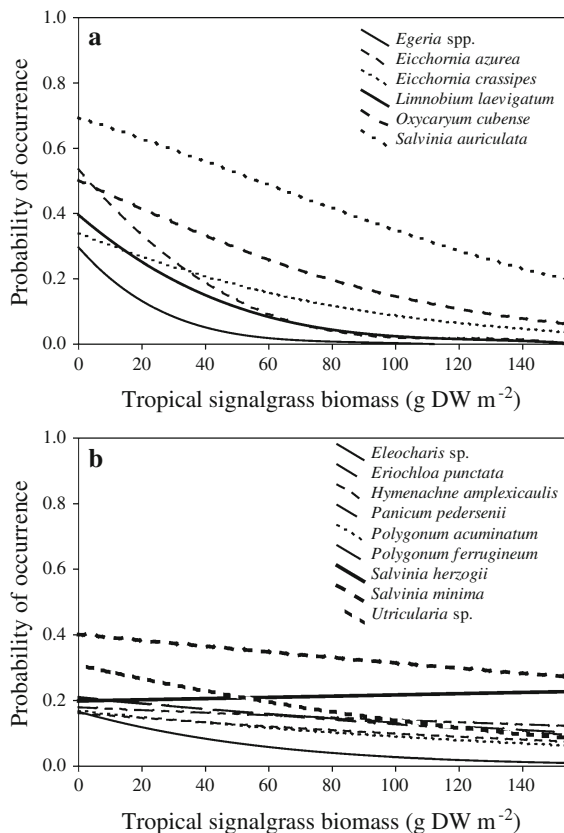 a
Egeria spp.
Eicchornia azurea
Eicchornia crassipes
Limnobium laevigatum
Oxycaryum cubense
Salvinia auriculata
Probability of occurrence
1.0
0.8
0.6
0.4
0.2
0.0
0 20 40 60 80 100 120 140
Tropical signalgrass biomass (g DW m-2)
b
Eleocharis sp.
Eriochloa punctata
Hymenachne amplexicaulis
Panicum pedersenii
Polygonum acuminatum
Polygonum ferrugineum
Salvinia herzogii
Salvinia minima
Utricularia sp.
Probability of occurrence
1.0
0.8
0.6
0.4
0.2
0.0
0 20 40 60 80 100 120 140
Tropical signalgrass biomass (g DW m-2)